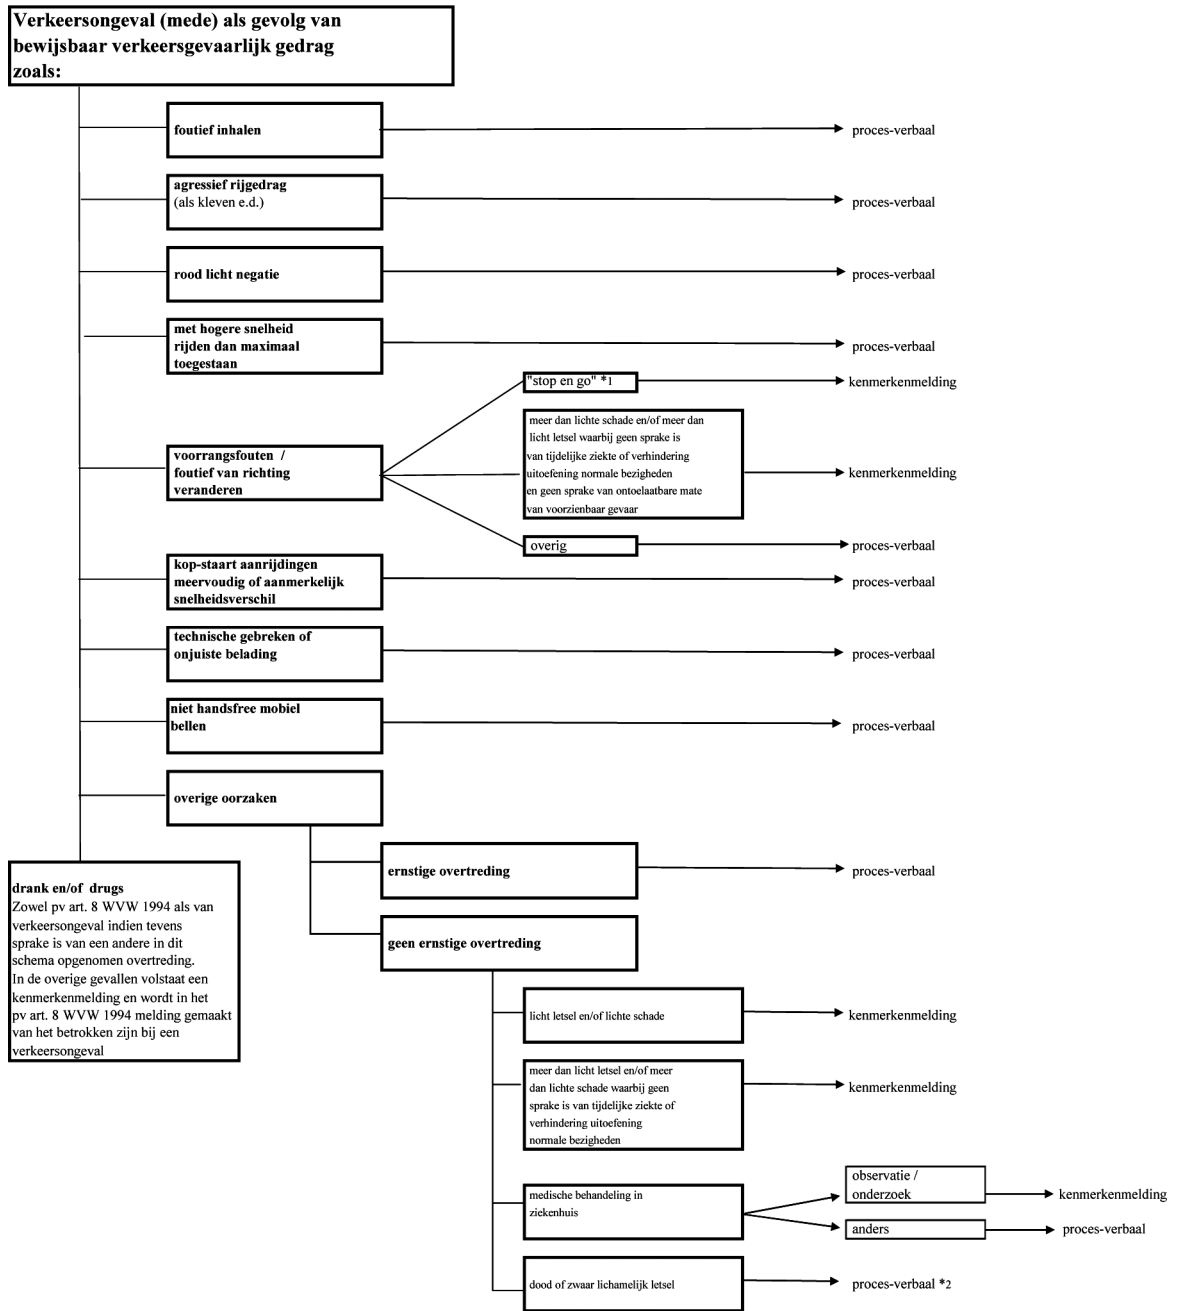 Verkeersongeval (mede) als gevolg van
bewijsbaar verkeersgevaarlijk gedrag
zoals:
foutief inhalen
proces-verbaal
agressief rijgedrag
(als kleven e.d.)
proces-verbaal
rood licht negatie
proces-verbaal
met hogere snelheid
rijden dan maximaal
toegestaan
proces-verbaal
voorrangsfouten /
foutief van richting
veranderen
"stop en go" *1
kenmerkenmelding
meer dan lichte schade en/of meer dan
licht letsel waarbij geen sprake is
van tijdelijke ziekte of verhindering
uitoefening normale bezigheden
en geen sprake van ontoelaatbare mate
van voorzienbaar gevaar
kenmerkenmelding
overig
proces-verbaal
kop-staart aanrijdingen
meervoudig of aanmerkelijk
snelheidsverschil
proces-verbaal
technische gebreken of
onjuiste belading
proces-verbaal
niet handsfree mobiel
bellen
proces-verbaal
overige oorzaken
ernstige overtreding
proces-verbaal
geen ernstige overtreding
licht letsel en/of lichte schade
kenmerkenmelding
meer dan licht letsel en/of meer
dan lichte schade waarbij geen
sprake is van tijdelijke ziekte of
verhindering uitoefening
normale bezigheden
kenmerkenmelding
medische behandeling in
ziekenhuis
observatie /
onderzoek
kenmerkenmelding
anders
proces-verbaal
dood of zwaar lichamelijk letsel
proces-verbaal *2
drank en/of drugs
Zowel pv art. 8 WVW 1994 als van
verkeersongeval indien tevens
sprake is van een andere in dit
schema opgenomen overtreding.
In de overige gevallen volstaat een
kenmerkenmelding en wordt in het
pv art. 8 WVW 1994 melding gemaakt
van het betrokken zijn bij een
verkeersongeval